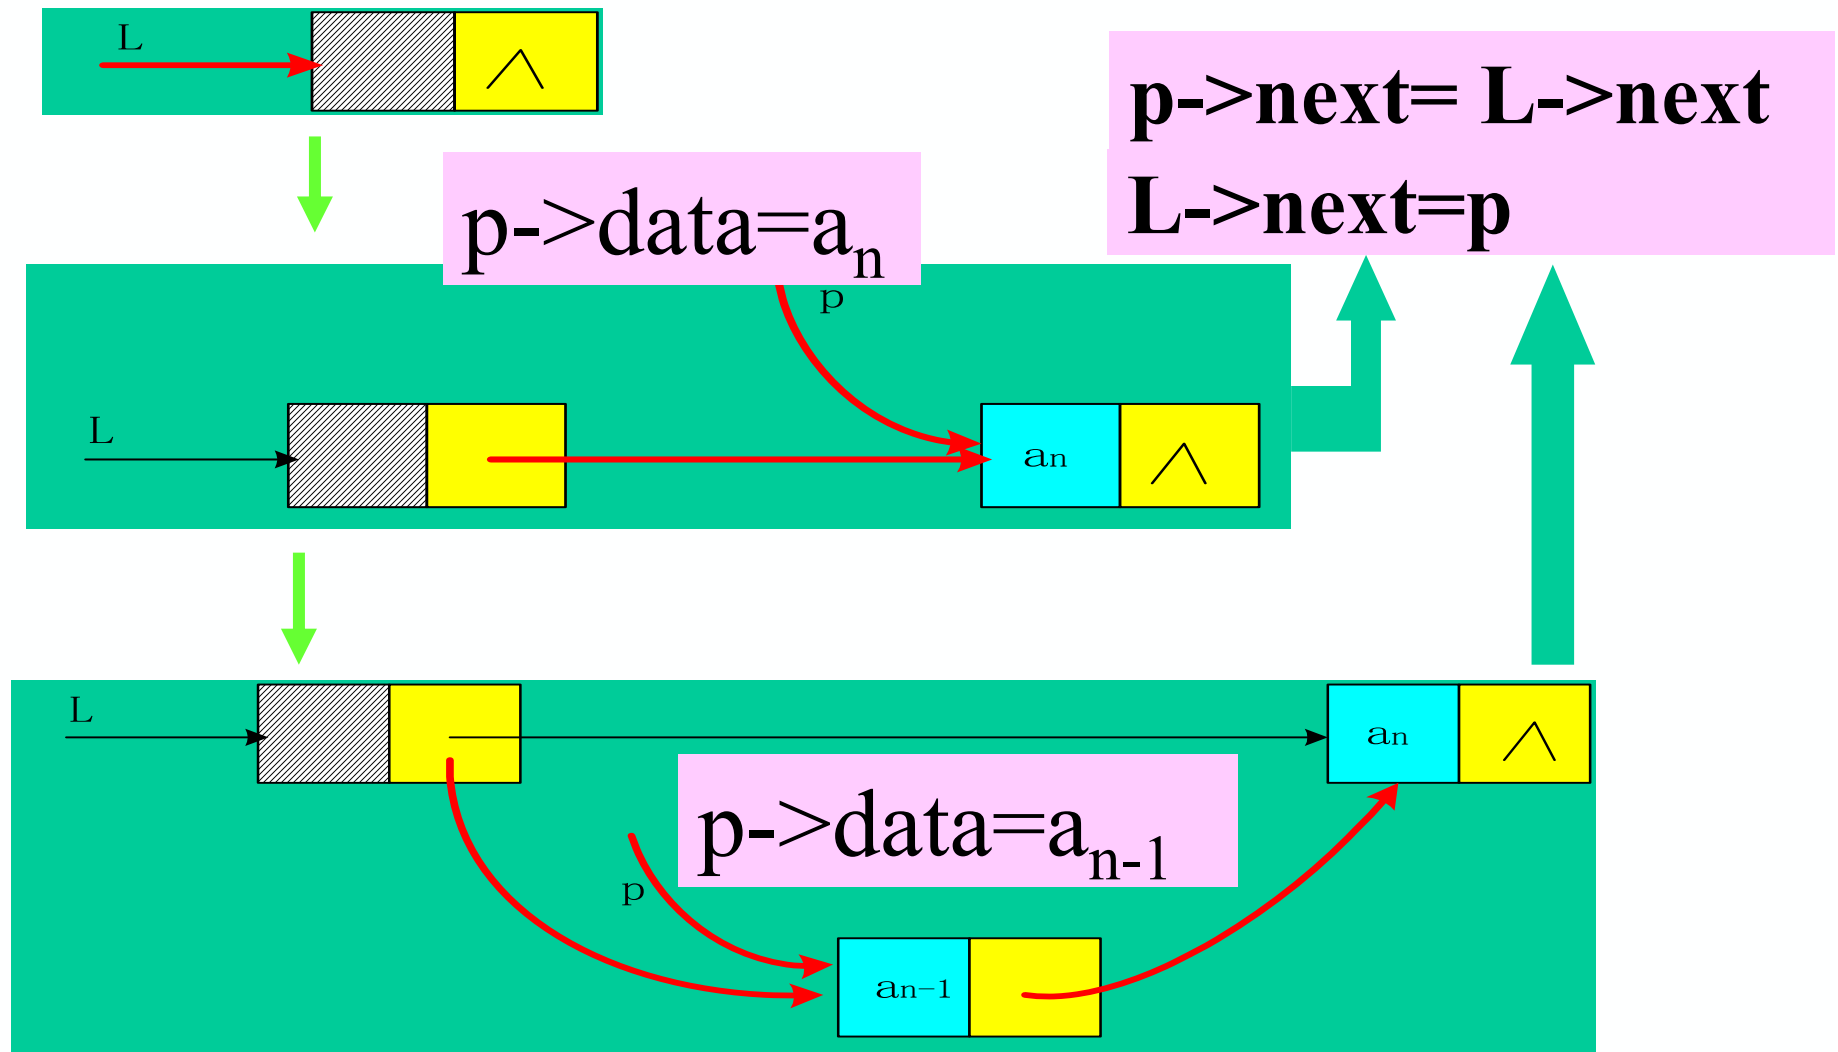 L
p->next= L->next
L->next=p
p->data=aₙ
p
L
aₙ
L
aₙ
p->data=aₙ₋₁
p
aₙ₋₁